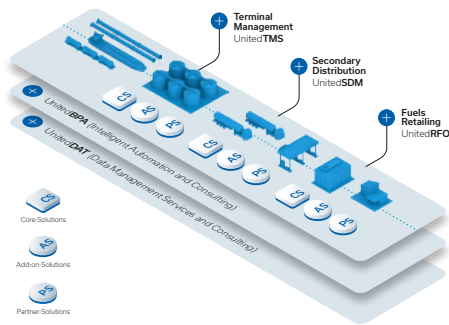 Terminal
Management
UnitedTMS
Secondary
Distribution
UnitedSDM
Fuels
Retailing
UnitedRFO
CS
AS
PS
CS
AS
PS
CS
AS
PS
UnitedBPA (Intelligent Automation and Consulting)
UnitedDAT (Data Management Services and Consulting)
CS
Core-Solutions
AS
Add-on-Solutions
PS
Partner-Solutions